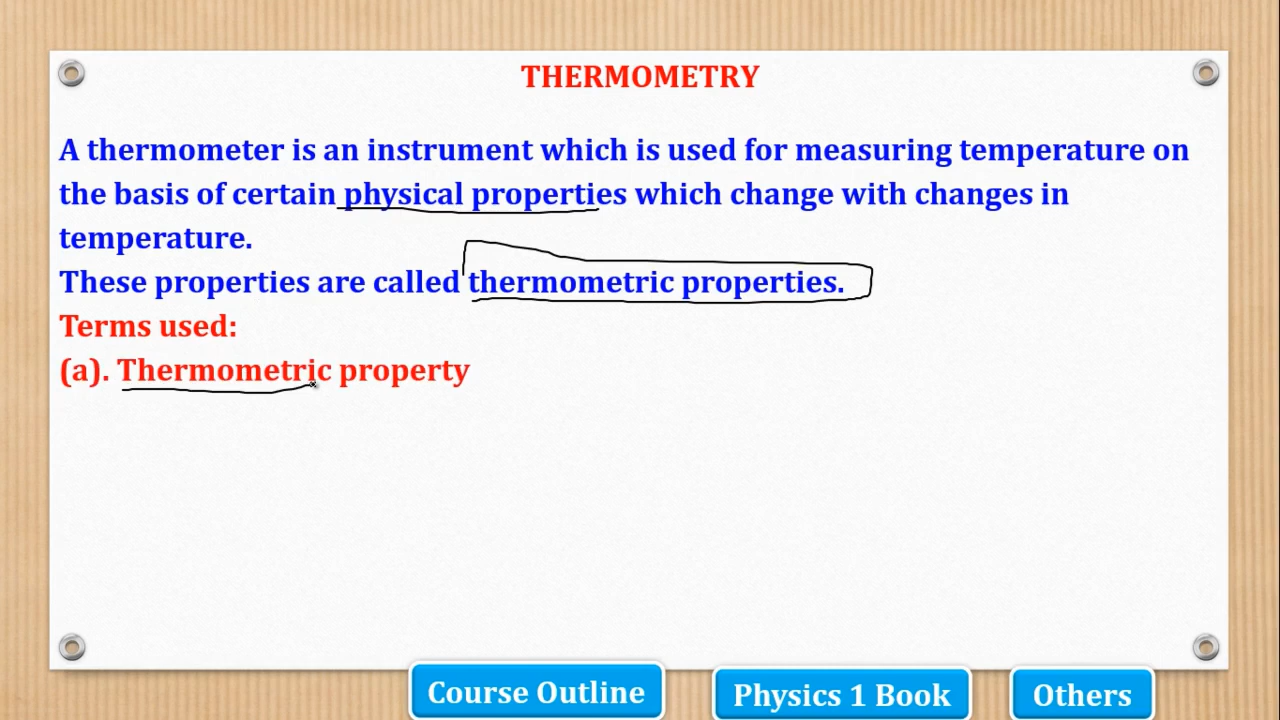 THERMOMETRY
A thermometer is an instrument which is used for measuring temperature on
the basis of certain physical properties which change with changes in
temperature.
These properties are called thermometric properties.
Terms used:
(a). Thermometric property
Course Outline
Physics 1 Book
Others